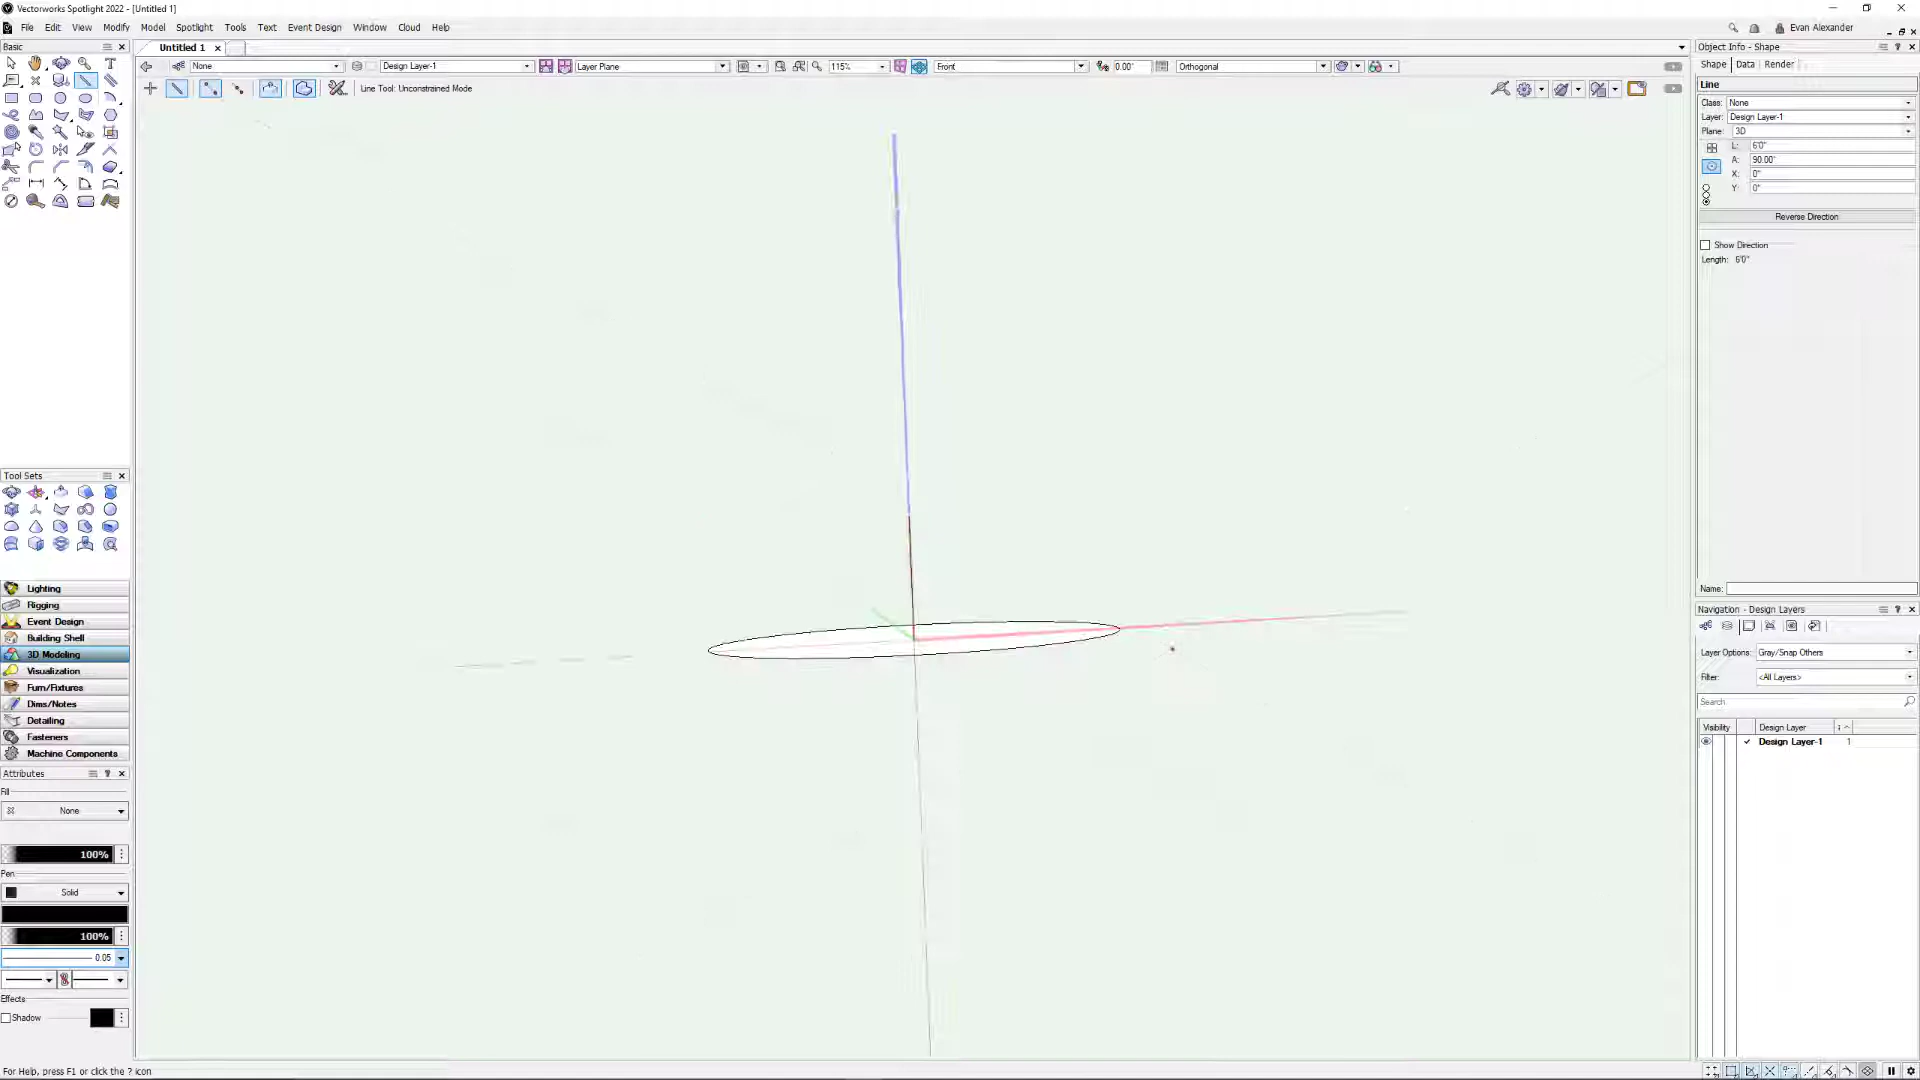 Vectorworks Spotlight 2022 - [Untitled 1]
File Edit View Modify Model Spotlight Tools Text Event Design Window Cloud Help
Evan Alexander
Basic
Untitled 1
Object Info - Shape
None
Design Layer-1
Layer Plane
115%
Front
0.00°
Orthogonal
Shape Data Render
Line Tool: Unconstrained Mode
Line
Class: None
Layer: Design Layer-1
Plane: 3D
L: 6'0"
A: 90.00°
X: 0"
Y: 0"
Reverse Direction
Show Direction
Length: 6'0"
Tool Sets
Lighting
Rigging
Event Design
Building Shell
3D Modeling
Visualization
Furn/Fixtures
Dims/Notes
Detailing
Fasteners
Machine Components
Name:
Navigation - Design Layers
Layer Options: Gray/Snap Others
Filter: <All Layers>
Search
Visibility Design Layer
Design Layer-1 1
Attributes
Fill
None
100%
Pen
Solid
100%
0.05
Effects
Shadow
For Help, press F1 or click the ? icon